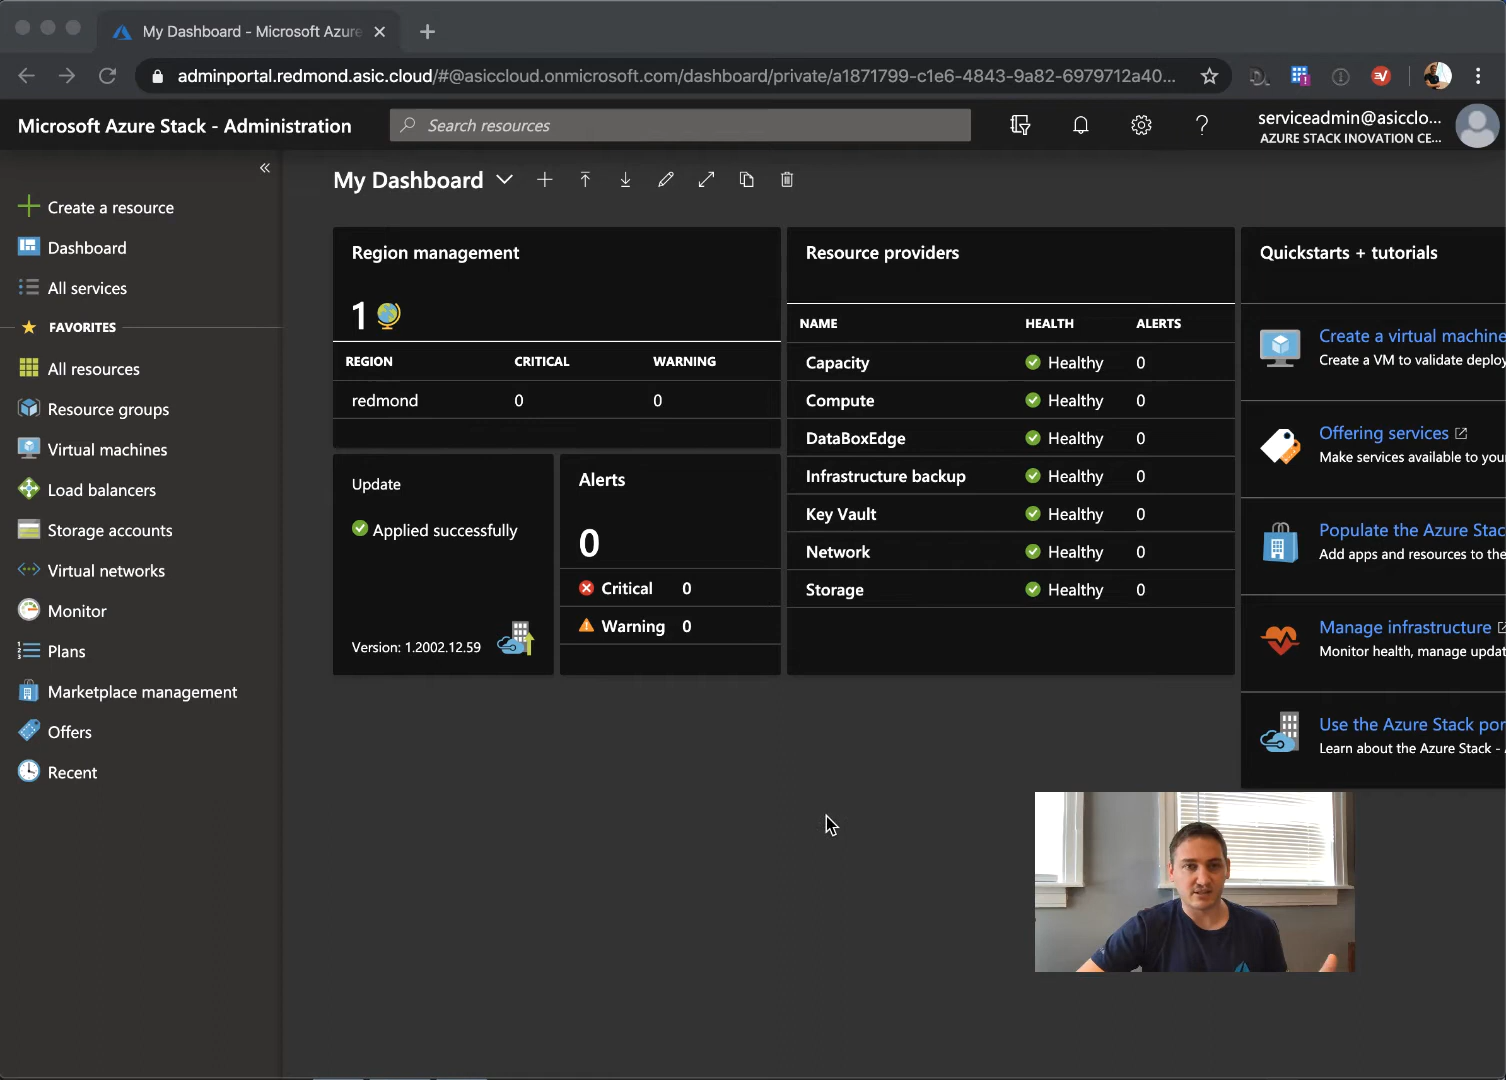 My Dashboard - Microsoft Azure
adminportal.redmond.asic.cloud/#@asiccloud.onmicrosoft.com/dashboard/private/a1871799-c1e6-4843-9a82-6979712a40...
Microsoft Azure Stack - Administration
Search resources
serviceadmin@asicclo...
AZURE STACK INOVATION CE...
Create a resource
Dashboard
All services
FAVORITES
All resources
Resource groups
Virtual machines
Load balancers
Storage accounts
Virtual networks
Monitor
Plans
Marketplace management
Offers
Recent
My Dashboard
Region management
1
REGION CRITICAL WARNING
redmond 0 0
Update
Applied successfully
Version: 1.2002.12.59
Alerts
0
Critical 0
Warning 0
Resource providers
NAME HEALTH ALERTS
Capacity Healthy 0
Compute Healthy 0
DataBoxEdge Healthy 0
Infrastructure backup Healthy 0
Key Vault Healthy 0
Network Healthy 0
Storage Healthy 0
Quickstarts + tutorials
Create a virtual machine
Create a VM to validate deploy
Offering services
Make services available to your
Populate the Azure Stac
Add apps and resources to the
Manage infrastructure
Monitor health, manage updat
Use the Azure Stack por
Learn about the Azure Stack -